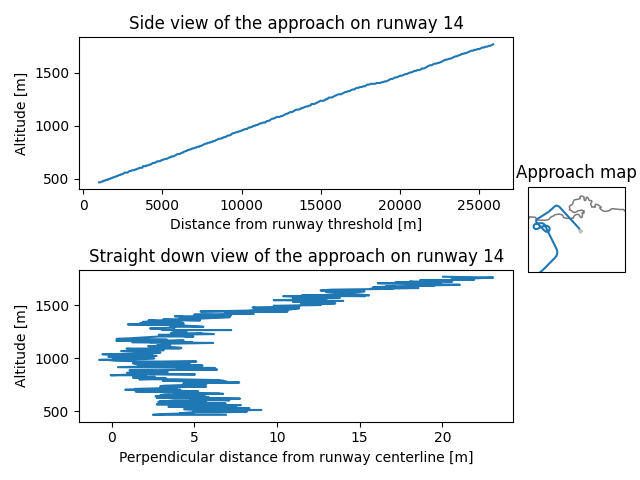 Side view of the approach on runway 14
Altitude [m]
1500
1000
500
0
5000
10000
15000
20000
25000
Distance from runway threshold [m]
Approach map
Straight down view of the approach on runway 14
Altitude [m]
1500
1000
500
0
5
10
15
20
Perpendicular distance from runway centerline [m]